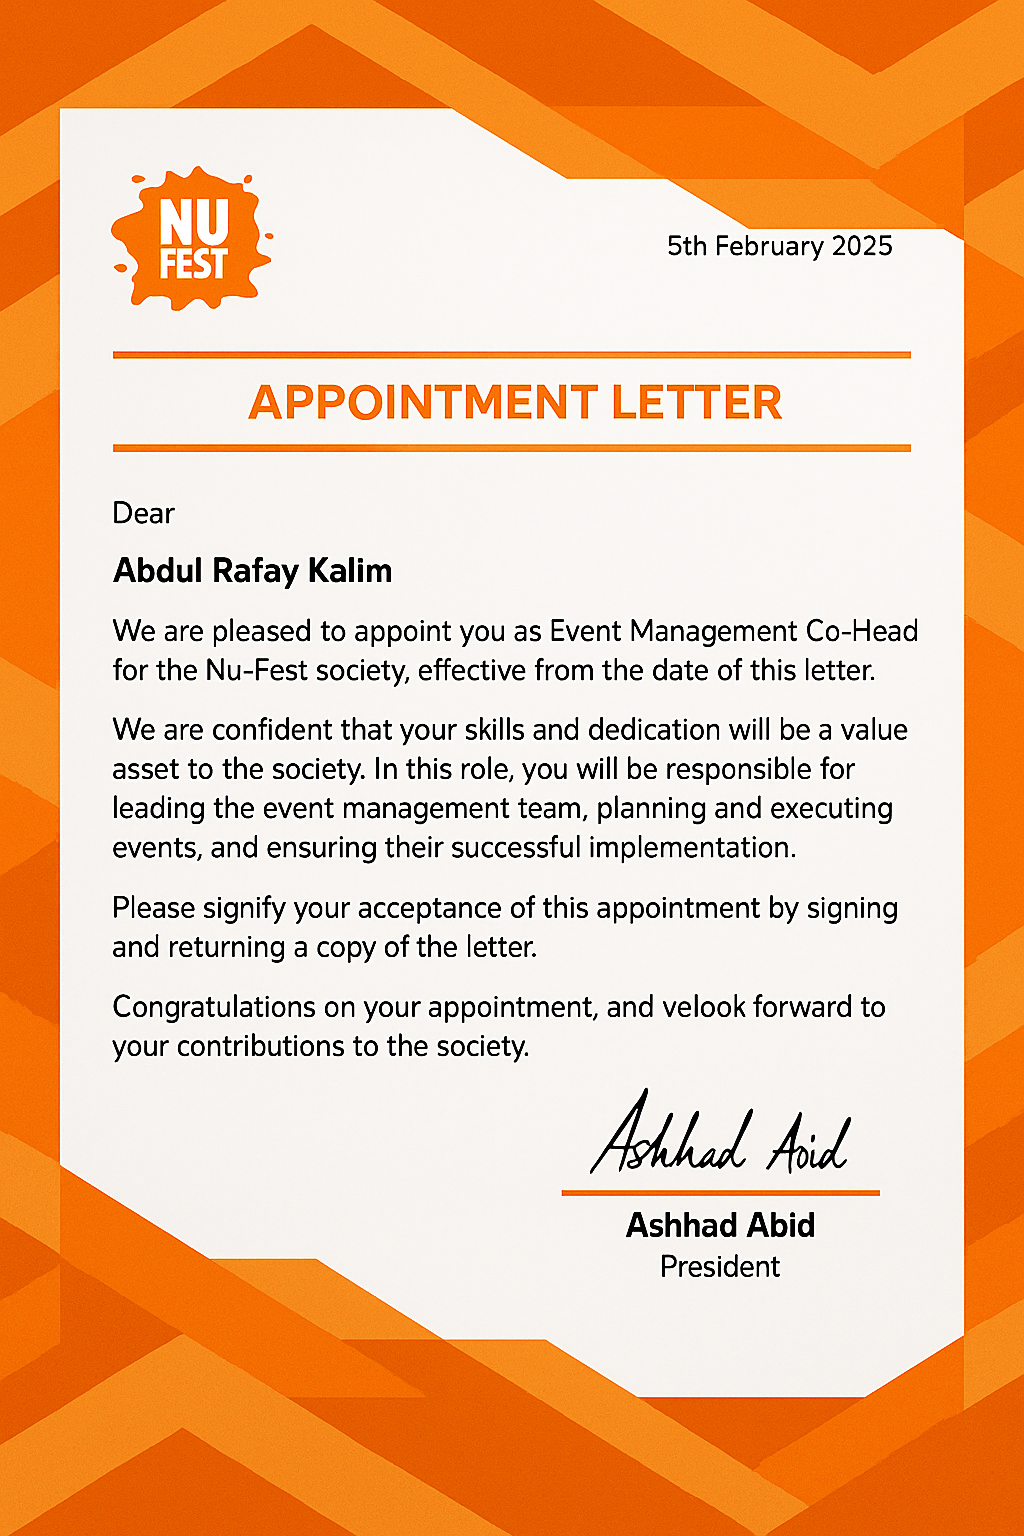 NU
FEST
5th February 2025
APPOINTMENT LETTER
Dear
Abdul Rafay Kalim
We are pleased to appoint you as Event Management Co-Head
for the Nu-Fest society, effective from the date of this letter.
We are confident that your skills and dedication will be a value
asset to the society. In this role, you will be responsible for
leading the event management team, planning and executing
events, and ensuring their successful implementation.
Please signify your acceptance of this appointment by signing
and returning a copy of the letter.
Congratulations on your appointment, and velook forward to
your contributions to the society.
Ashhad Aoid
Ashhad Abid
President